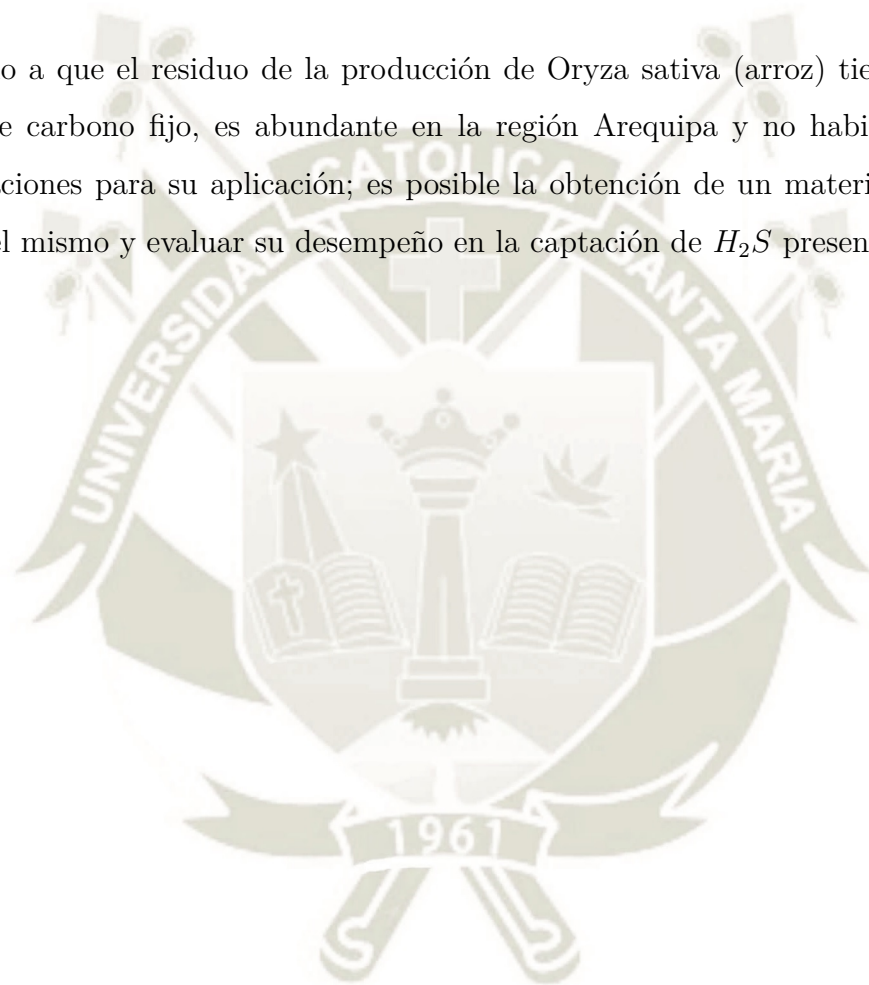 o a que el residuo de la producción de Oryza sativa (arroz) tie
e carbono fijo, es abundante en la región Arequipa y no habi
ciones para su aplicación; es posible la obtención de un materi
el mismo y evaluar su desempeño en la captación de H₂S presen
UNIVERSIDAD CATOLICA SANTA MARIA
1961